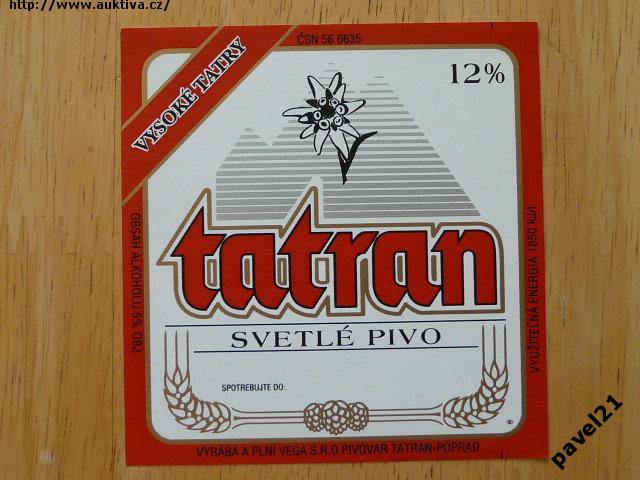 http://www.auktiva.cz/
ČSN 56 6635
VYSOKÉ TATRY
12%
tatran
SVETLÉ PIVO
OBSAH ALKOHOLU 5% OBJ.
VYUŽITEĽNÁ ENERGIA 1850 kJ/l
SPOTREBUJTE DO:
VYRÁBA A PLNÍ VEGA S.R.O.PIVOVAR TATRAN-POPRAD
pavel21